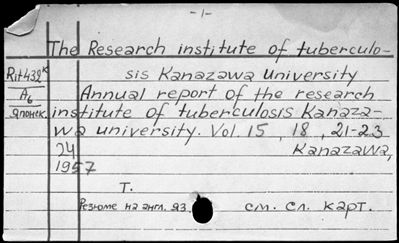 -1-
The Research institute of tuberculo-
sis Kanazawa University
Rit432к
A6
японск.
Annual report of the research
institute of tuberculosis Kanaza-
wa university. Vol. 15, 18, 21-23
24
Kanazawa,
1957
Т.
Резюме на англ. яз.
см. сл. карт.